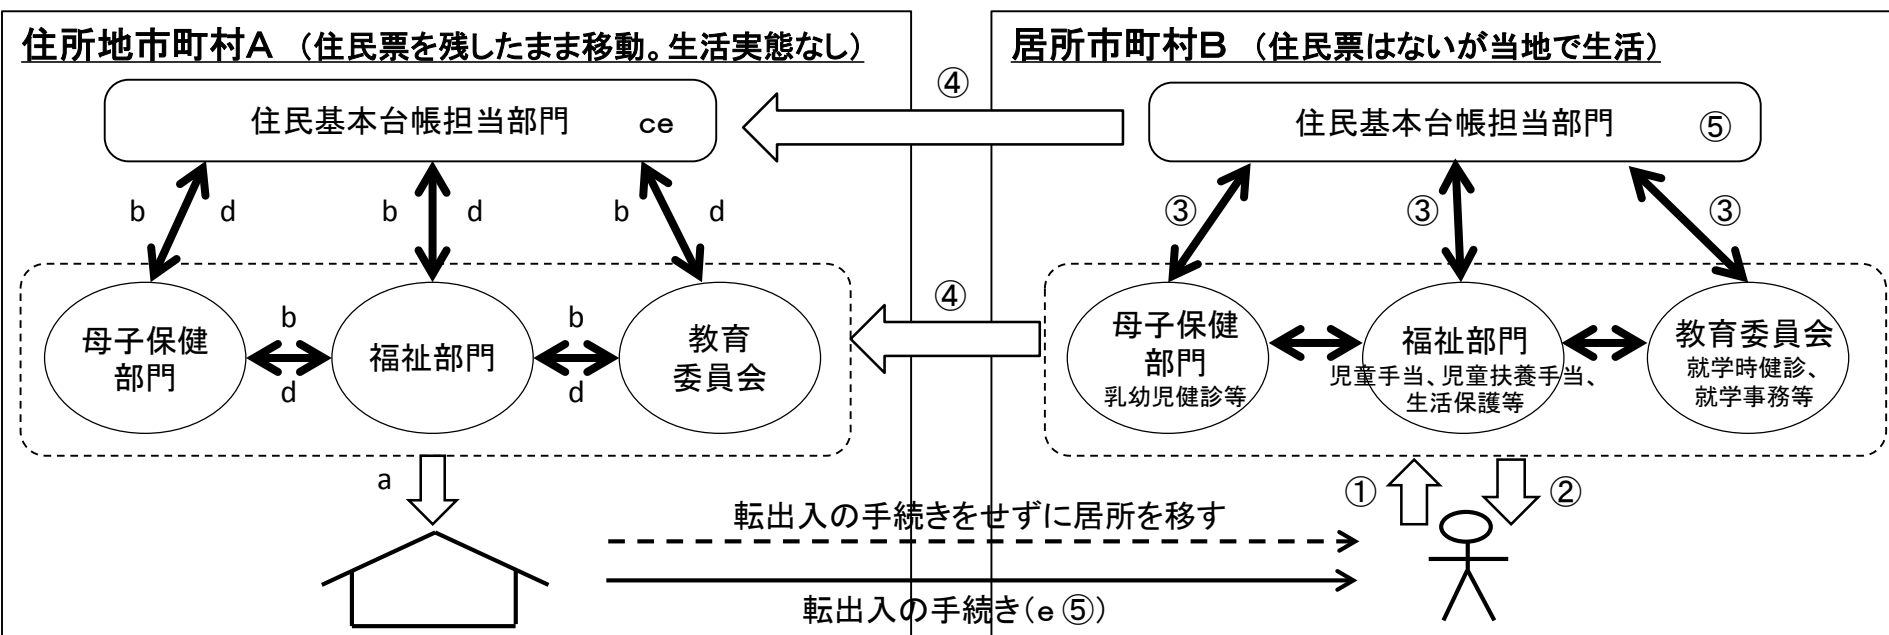 住所地市町村A (住民票を残したまま移動。生活実態なし)
住民基本台帳担当部門 ce
b d b d b d
母子保健
部門
b
d
福祉部門
b
d
教育
委員会
a
④
④
居所市町村B (住民票はないが当地で生活)
住民基本台帳担当部門 ⑤
③ ③ ③
母子保健
部門
乳幼児健診等
福祉部門
児童手当、児童扶養手当、
生活保護等
教育委員会
就学時健診、
就学事務等
① ②
転出入の手続きをせずに居所を移す
転出入の手続き(e⑤)